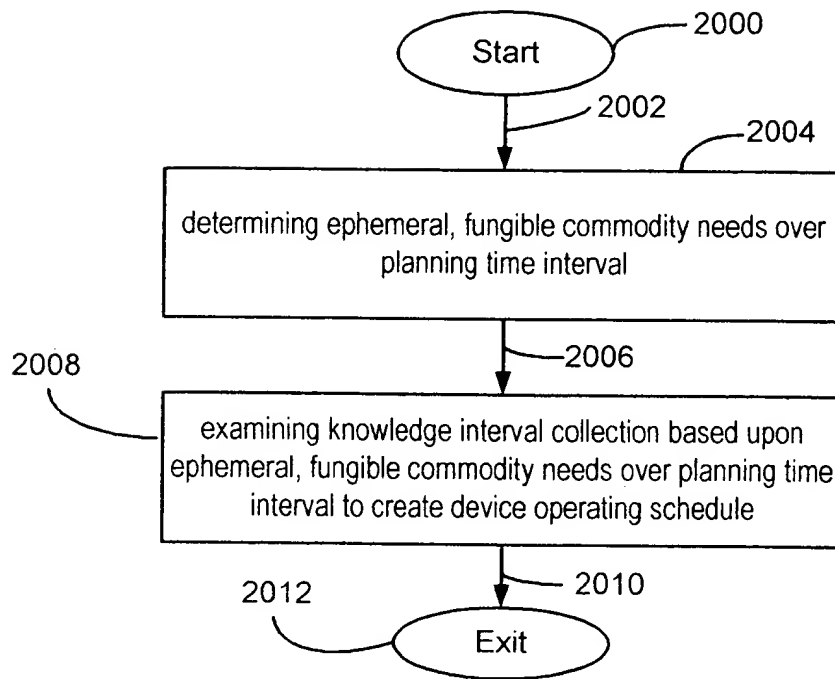 Start
2000
2002
2004
determining ephemeral, fungible commodity needs over
planning time interval
2006
2008
examining knowledge interval collection based upon
ephemeral, fungible commodity needs over planning time
interval to create device operating schedule
2010
2012
Exit